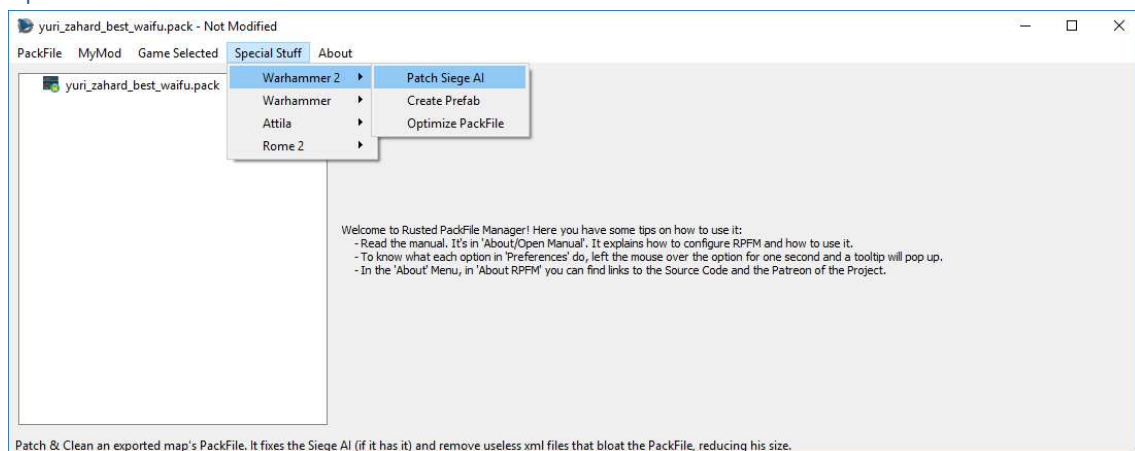 yuri_zahard_best_waifu.pack - Not Modified
PackFile MyMod Game Selected Special Stuff About
yuri_zahard_best_waifu.pack
Warhammer 2
Warhammer
Attila
Rome 2
Patch Siege AI
Create Prefab
Optimize PackFile
Welcome to Rusted PackFile Manager! Here you have some tips on how to use it:
- Read the manual. It's in 'About/Open Manual'. It explains how to configure RPFM and how to use it.
- To know what each option in 'Preferences' do, left the mouse over the option for one second and a tooltip will pop up.
- In the 'About' Menu, in 'About RPFM' you can find links to the Source Code and the Patreon of the Project.
Patch & Clean an exported map's PackFile. It fixes the Siege AI (if it has it) and remove useless xml files that bloat the PackFile, reducing his size.